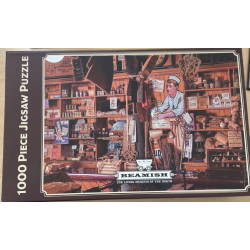 1000 Piece Jigsaw Puzzle
BEAMISH
THE LIVING MUSEUM OF THE NORTH